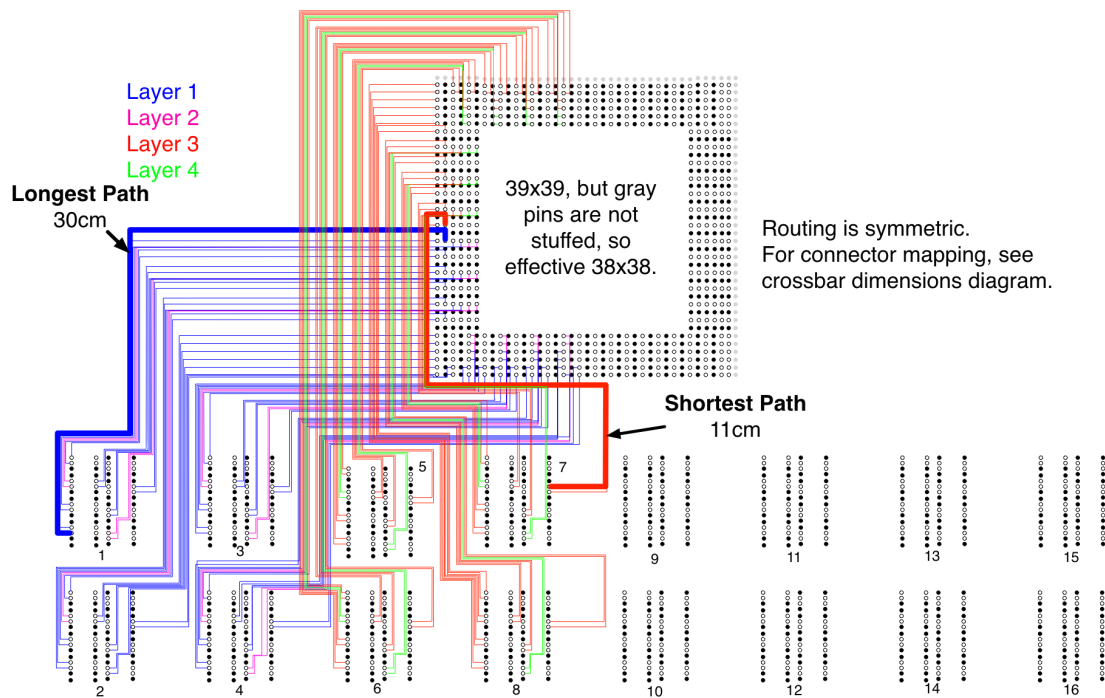 Layer 1
Layer 2
Layer 3
Layer 4
Longest Path
30cm
39x39, but gray
pins are not
stuffed, so
effective 38x38.
Routing is symmetric.
For connector mapping, see
crossbar dimensions diagram.
Shortest Path
11cm
5
7
1
3
9
11
13
15
2
4
6
8
10
12
14
16